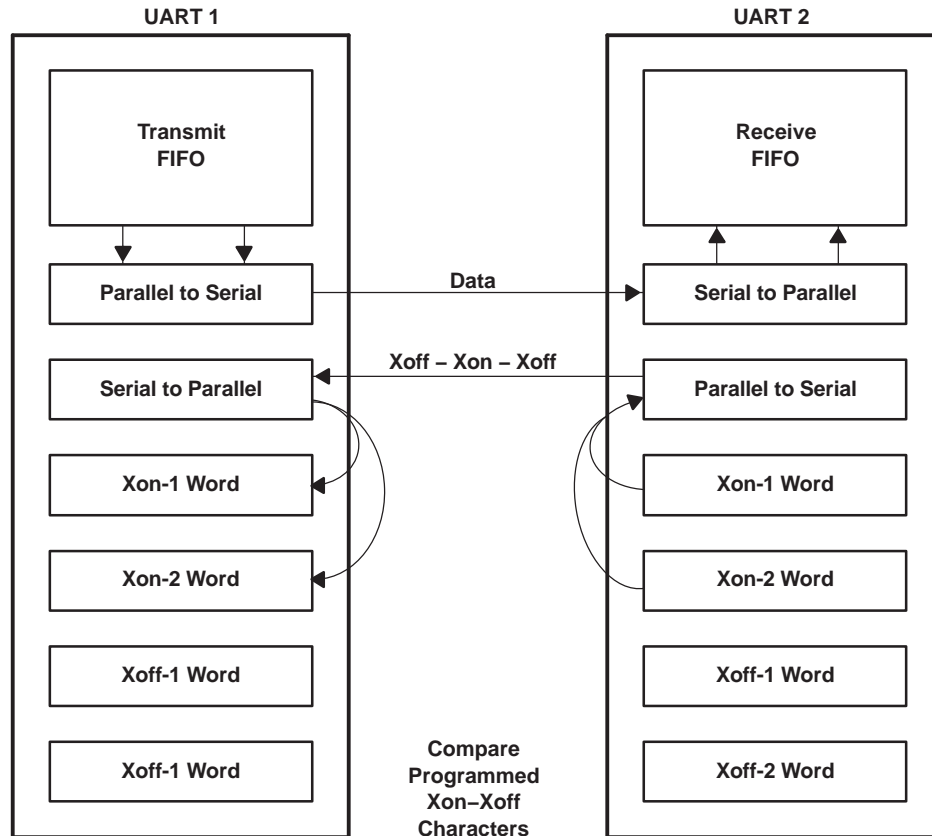 UART 1
UART 2
Transmit
FIFO
Receive
FIFO
Parallel to Serial
Data
Serial to Parallel
Xoff – Xon – Xoff
Serial to Parallel
Parallel to Serial
Xon-1 Word
Xon-1 Word
Xon-2 Word
Xon-2 Word
Xoff-1 Word
Xoff-1 Word
Xoff-1 Word
Xoff-2 Word
Compare
Programmed
Xon–Xoff
Characters